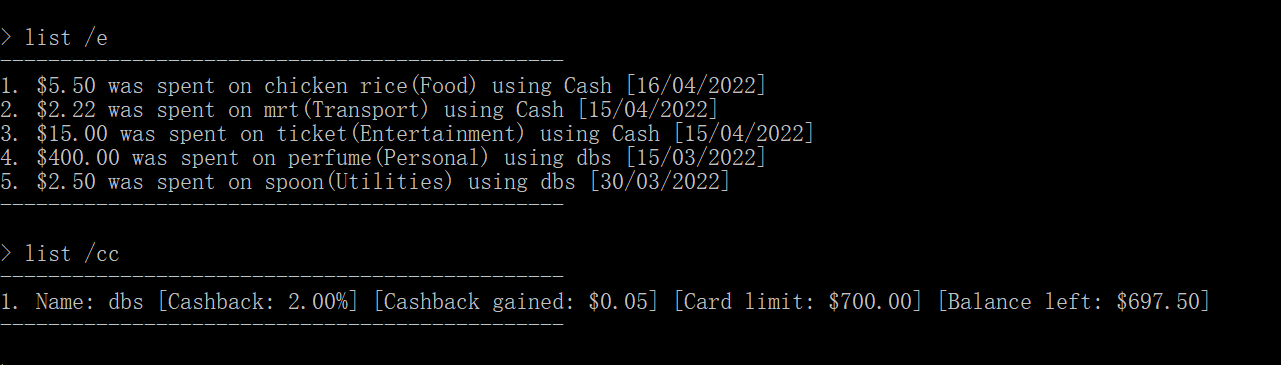 > list /e
-----------------------------------------------
1. $5.50 was spent on chicken rice(Food) using Cash [16/04/2022]
2. $2.22 was spent on mrt(Transport) using Cash [15/04/2022]
3. $15.00 was spent on ticket(Entertainment) using Cash [15/04/2022]
4. $400.00 was spent on perfume(Personal) using dbs [15/03/2022]
5. $2.50 was spent on spoon(Utilities) using dbs [30/03/2022]
-----------------------------------------------
> list /cc
-----------------------------------------------
1. Name: dbs [Cashback: 2.00%] [Cashback gained: $0.05] [Card limit: $700.00] [Balance left: $697.50]
-----------------------------------------------